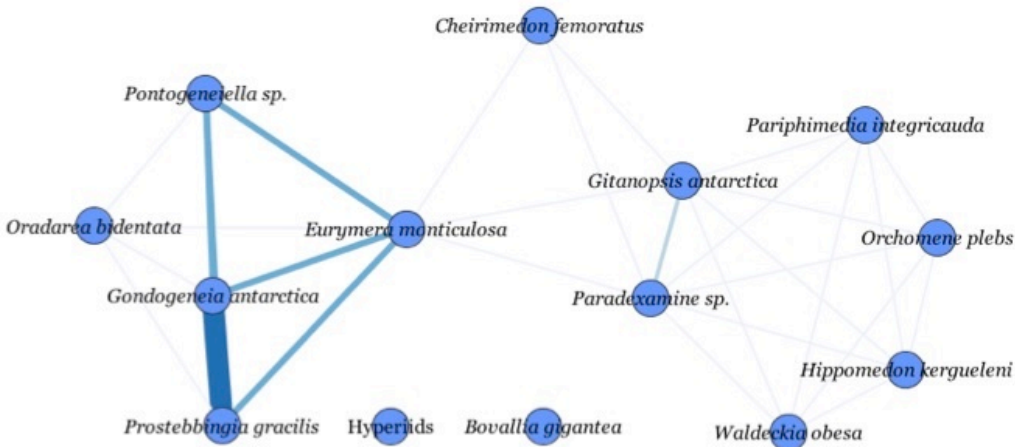 Cheirimedon femoratus
Pontogeneiella sp.
Pariphimedia integricauda
Gitanopsis antarctica
Oradarea bidentata
Eurymera monticulosa
Orchomene plebs
Gondogeneia antarctica
Paradexamine sp.
Hippomedon kergueleni
Prostebbingia gracilis
Hyperiids
Bovallia gigantea
Waldeckia obesa